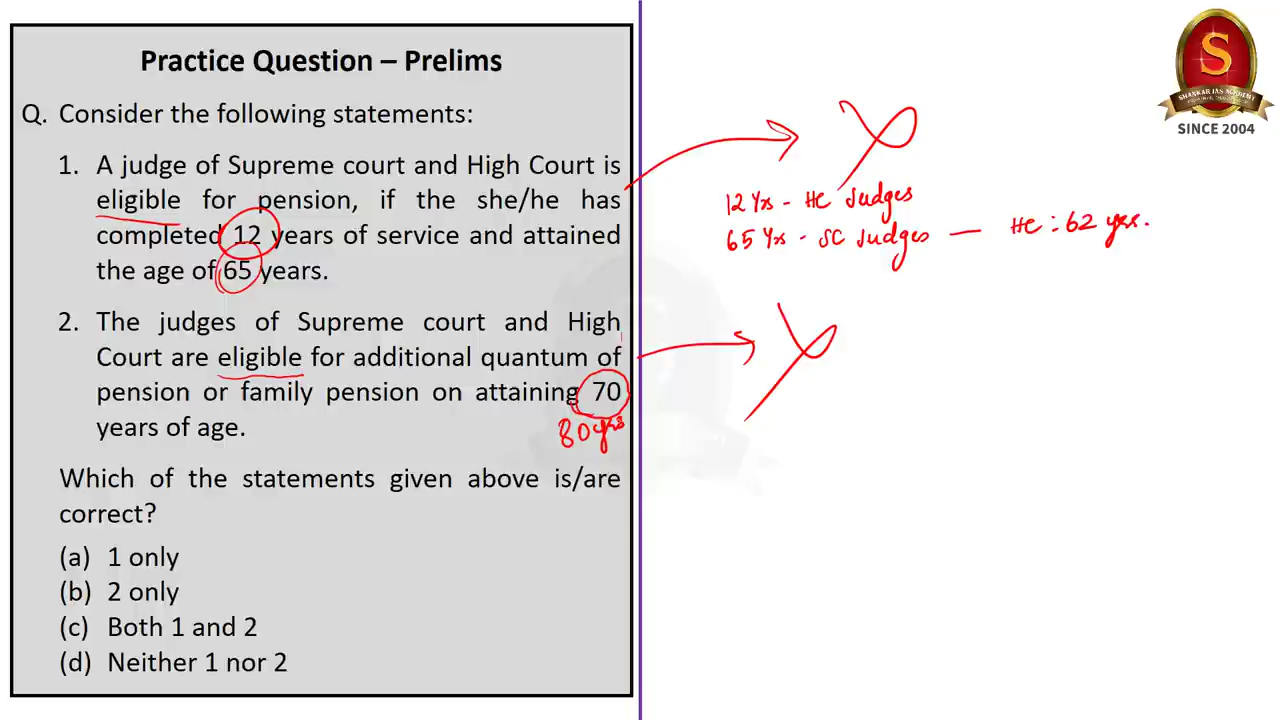 Practice Question – Prelims
Q. Consider the following statements:
1. A judge of Supreme court and High Court is
eligible for pension, if the she/he has
completed 12 years of service and attained
the age of 65 years.
2. The judges of Supreme court and High
Court are eligible for additional quantum of
pension or family pension on attaining 70
years of age.
80 yrs
Which of the statements given above is/are
correct?
(a) 1 only
(b) 2 only
(c) Both 1 and 2
(d) Neither 1 nor 2
12 Yrs - HC Judges
65 Yrs - SC Judges — HC : 62 yrs.
S
SHANKAR IAS ACADEMY
SINCE 2004